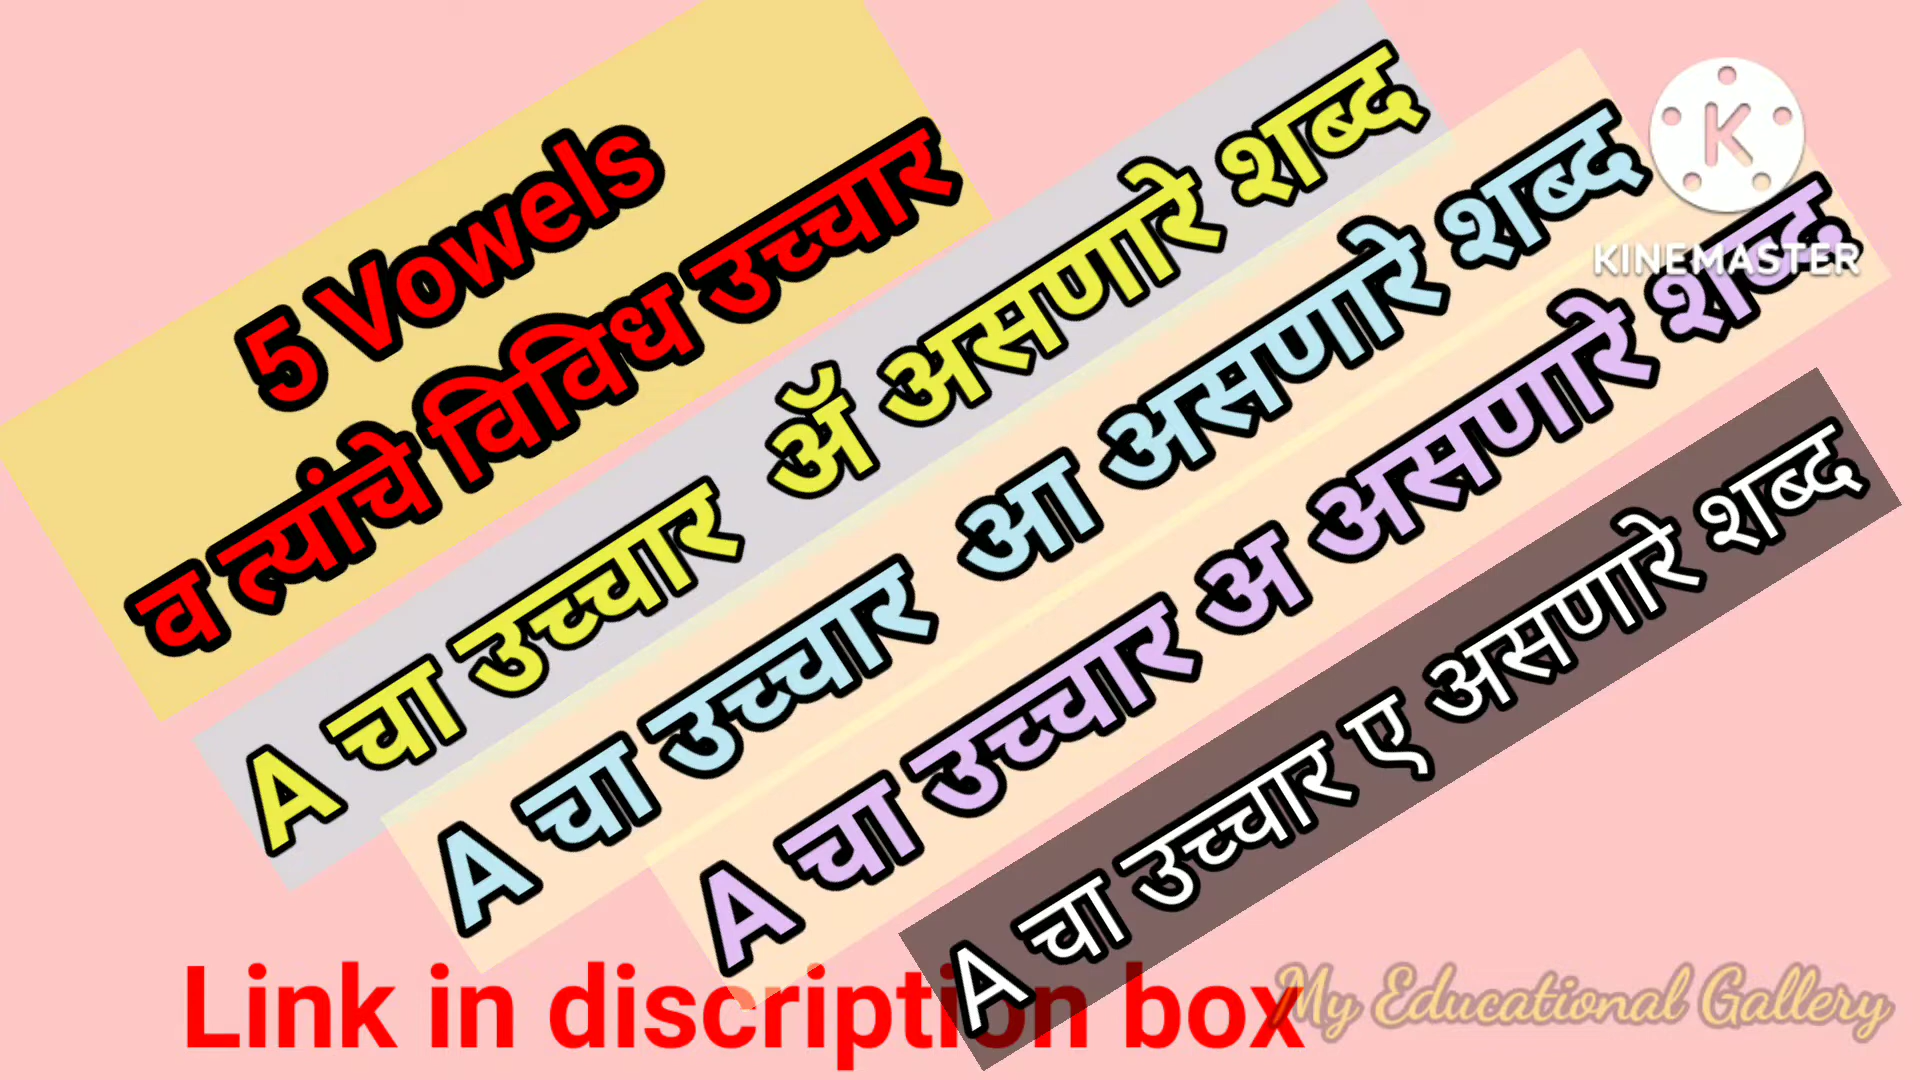 5 Vowels
व त्यांचे विविध उच्चार
A चा उच्चार ॲ असणारे शब्द
A चा उच्चार आ असणारे शब्द
A चा उच्चार अ असणारे शब्द
A चा उच्चार ए असणारे शब्द
K
KINEMASTER
Link in discription box
My Educational Gallery